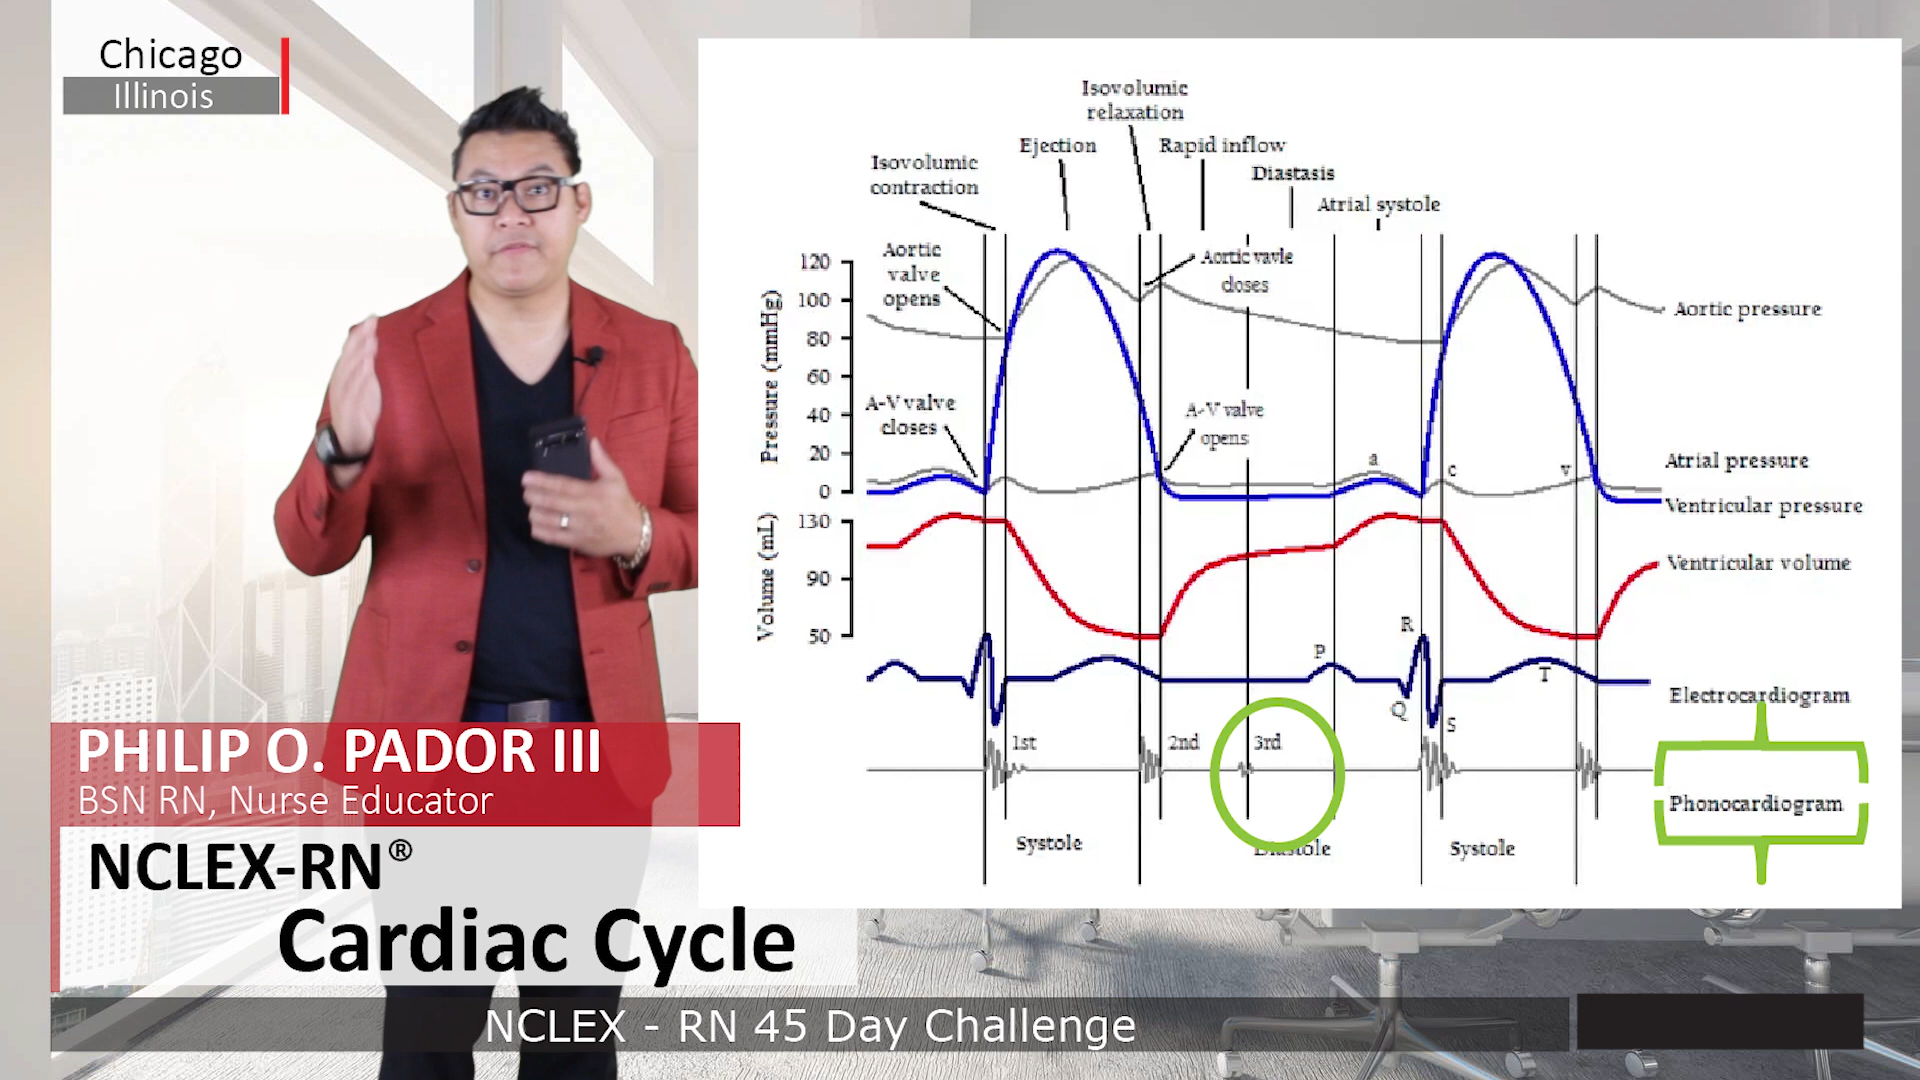 Chicago
Illinois
Isovolumic
relaxation
Ejection
Rapid inflow
Isovolumic
contraction
Diastasis
Atrial systole
Aortic
valve
opens
Aortic vavle
closes
120
100
80
60
40
20
0
Pressure (mmHg)
A-V valve
closes
A-V valve
opens
a
c
v
Aortic pressure
Atrial pressure
Ventricular pressure
130
90
50
Volume (mL)
Ventricular volume
R
P
T
Q
S
Electrocardiogram
1st
2nd
3rd
Phonocardiogram
Systole
Diastole
Systole
PHILIP O. PADOR III
BSN RN, Nurse Educator
NCLEX-RN®
Cardiac Cycle
NCLEX - RN 45 Day Challenge